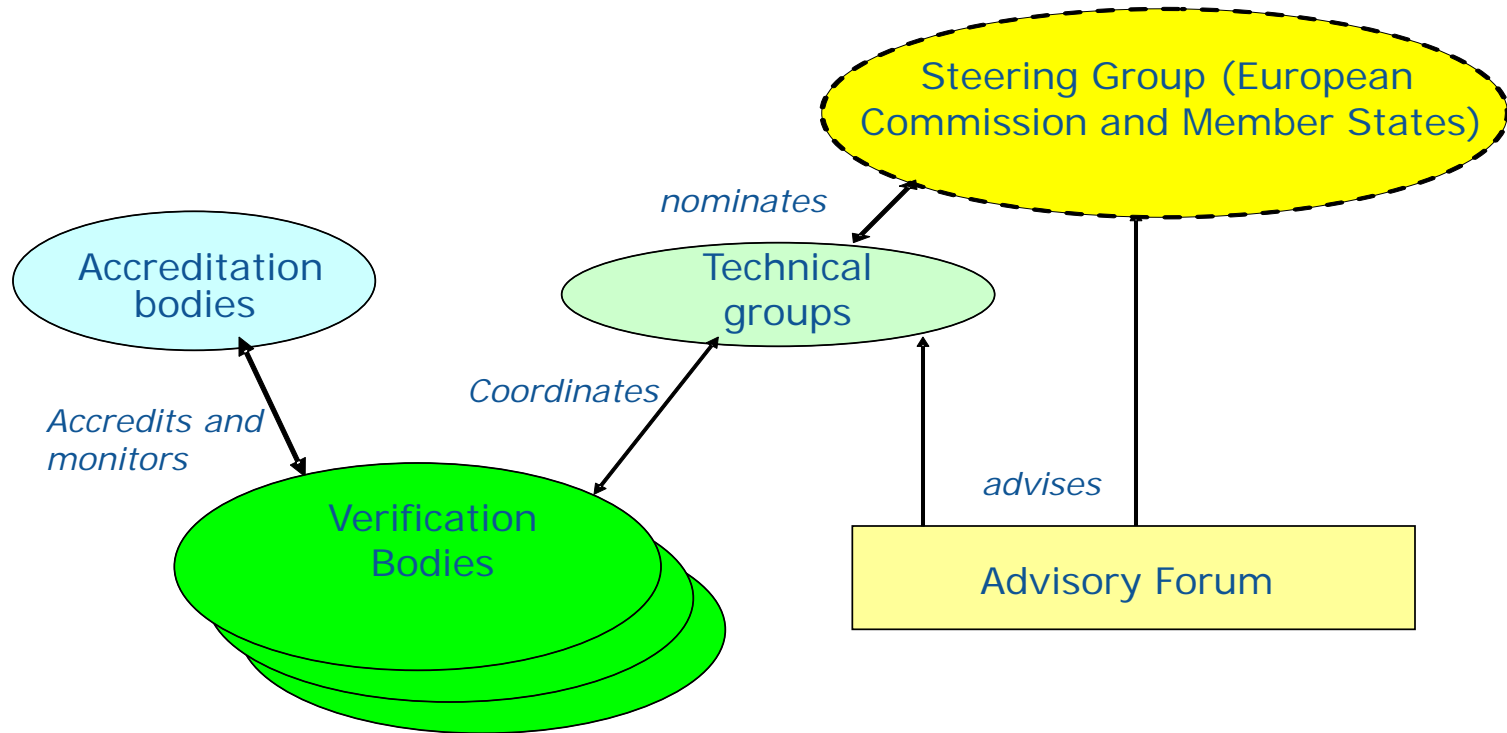 Steering Group (European
Commission and Member States)
nominates
Accreditation
bodies
Technical
groups
Coordinates
Accredits and
monitors
advises
Verification
Bodies
Advisory Forum